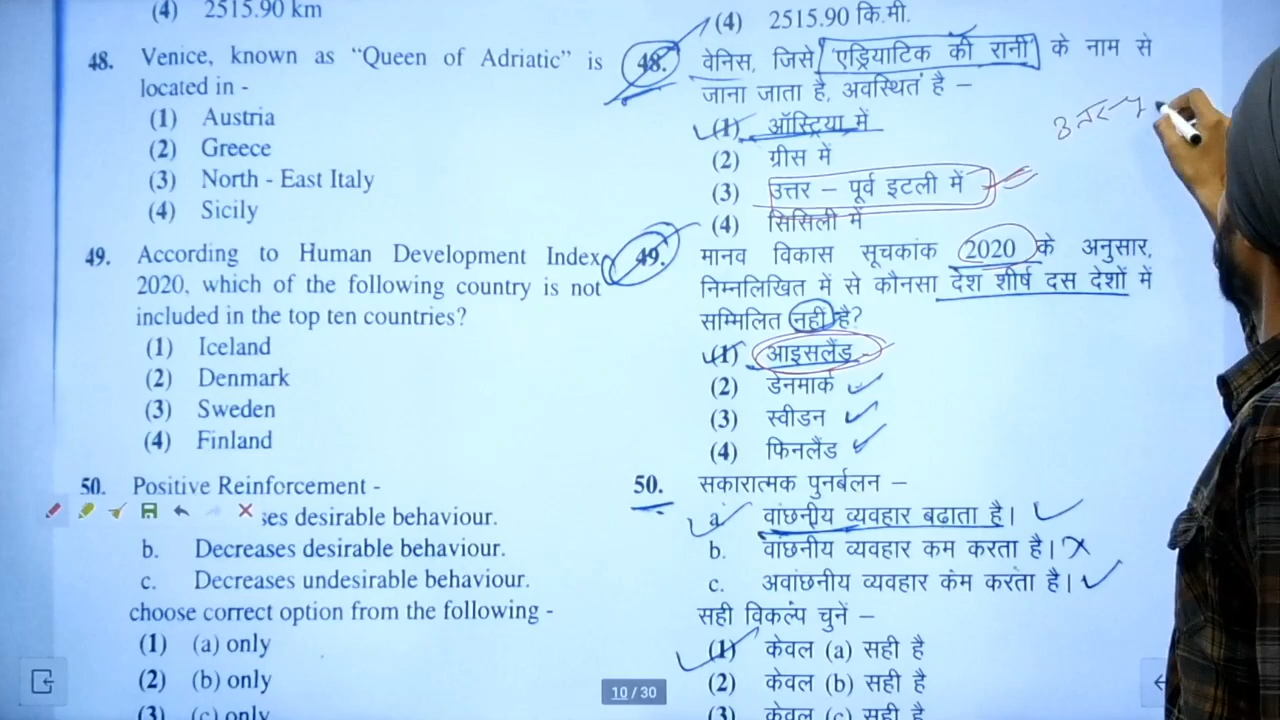 (4) 2515.90 km
48. Venice, known as “Queen of Adriatic” is
located in -
(1) Austria
(2) Greece
(3) North - East Italy
(4) Sicily
49. According to Human Development Index
2020, which of the following country is not
included in the top ten countries?
(1) Iceland
(2) Denmark
(3) Sweden
(4) Finland
50. Positive Reinforcement -
ses desirable behaviour.
b. Decreases desirable behaviour.
c. Decreases undesirable behaviour.
choose correct option from the following -
(1) (a) only
(2) (b) only
(3) (c) only
(4) 2515.90 कि.मी.
48. वेनिस, जिसे 'एड्रियाटिक की रानी' के नाम से
जाना जाता है, अवस्थित है –
(1) ऑस्ट्रिया में
(2) ग्रीस में
(3) उत्तर – पूर्व इटली में
(4) सिसिली में
49. मानव विकास सूचकांक 2020 के अनुसार,
निम्नलिखित में से कौनसा देश शीर्ष दस देशों में
सम्मिलित नहीं है?
(1) आइसलैंड
(2) डेनमार्क
(3) स्वीडन
(4) फिनलैंड
50. सकारात्मक पुनर्बलन –
a. वांछनीय व्यवहार बढाता है।
b. वांछनीय व्यवहार कम करता है।
c. अवांछनीय व्यवहार कम करता है।
सही विकल्प चुनें –
(1) केवल (a) सही है
(2) केवल (b) सही है
(3) केवल (c) सही है
10 / 30